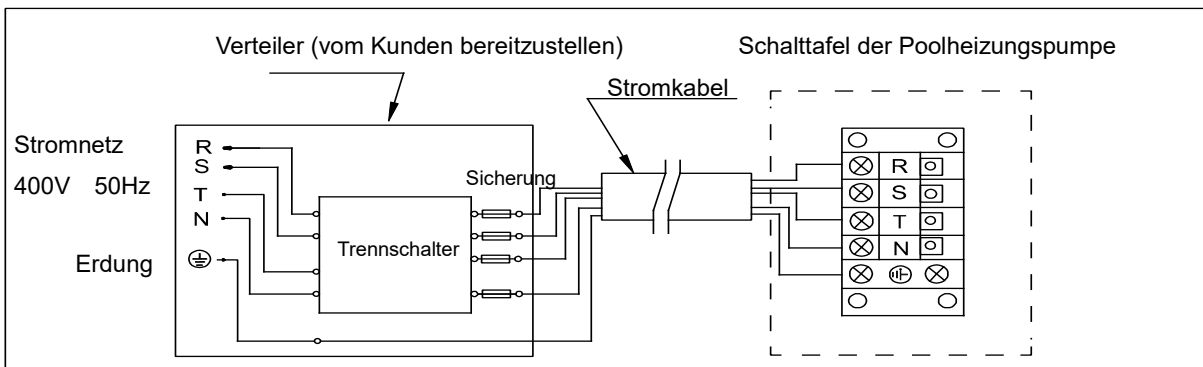 Verteiler (vom Kunden bereitzustellen)
Schalttafel der Poolheizungspumpe
Stromkabel
Stromnetz
400V 50Hz
Erdung
R
S
T
N
Sicherung
Trennschalter
R
S
T
N